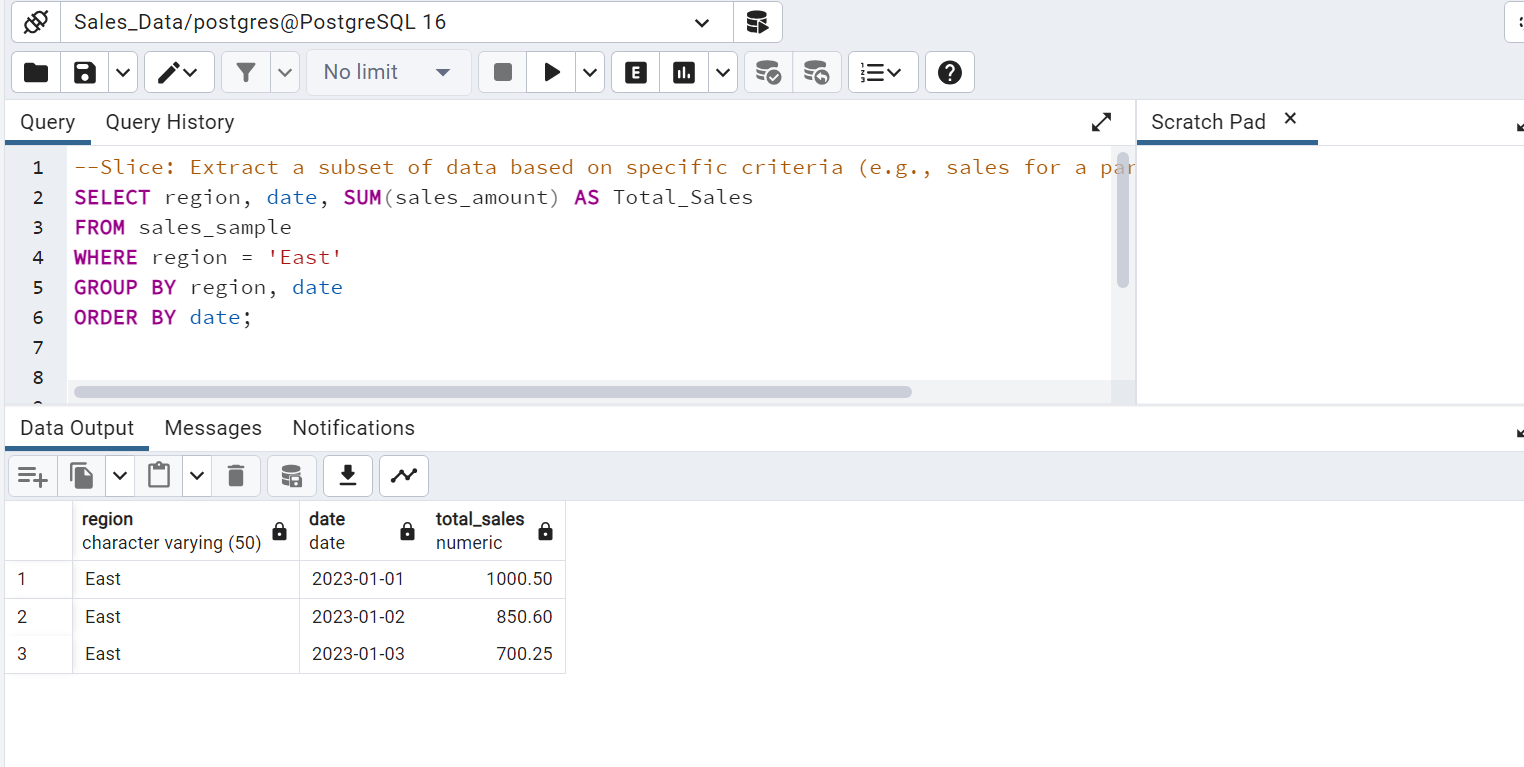 Sales_Data/postgres@PostgreSQL 16
No limit
Query
Query History
Scratch Pad
1 --Slice: Extract a subset of data based on specific criteria (e.g., sales for a par
2 SELECT region, date, SUM(sales_amount) AS Total_Sales
3 FROM sales_sample
4 WHERE region = 'East'
5 GROUP BY region, date
6 ORDER BY date;
7
8
Data Output
Messages
Notifications
region date total_sales
character varying (50) date numeric
1 East 2023-01-01 1000.50
2 East 2023-01-02 850.60
3 East 2023-01-03 700.25